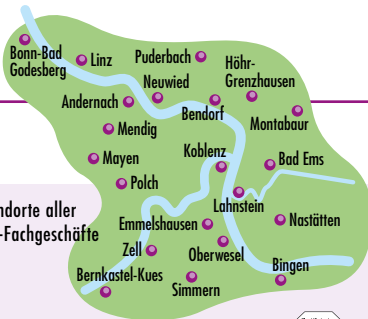 Bonn-Bad
Godesberg
Linz
Puderbach
Neuwied
Höhr-
Grenzhausen
Andernach
Bendorf
Montabaur
Mendig
Koblenz
Mayen
Bad Ems
Polch
Lahnstein
ndorte aller
-Fachgeschäfte
Emmelshausen
Nastätten
Zell
Oberwesel
Bernkastel-Kues
Bingen
Simmern